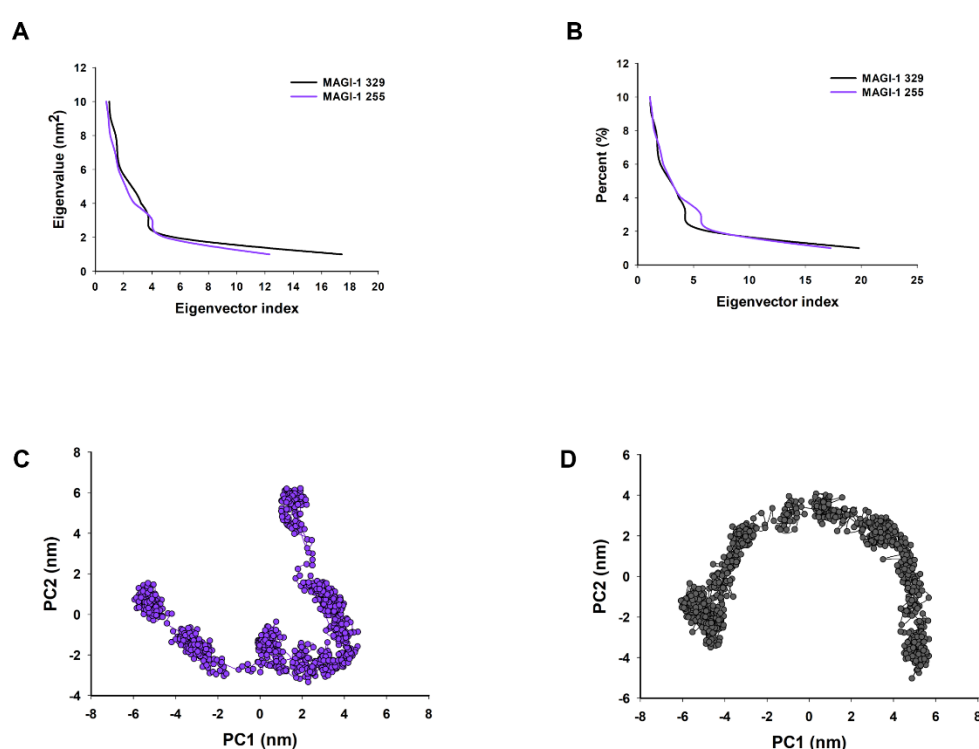 A
12
10
8
6
4
2
0
Eigenvalue (nm2)
MAGI-1 329
MAGI-1 255
0 2 4 6 8 10 12 14 16 18 20
Eigenvector index
B
12
10
8
6
4
2
0
Percent (%)
MAGI-1 329
MAGI-1 255
0 5 10 15 20 25
Eigenvector index
C
8
6
4
2
0
-2
-4
PC2 (nm)
-8 -6 -4 -2 0 2 4 6 8
PC1 (nm)
D
6
4
2
0
-2
-4
-6
PC2 (nm)
-8 -6 -4 -2 0 2 4 6 8
PC1 (nm)